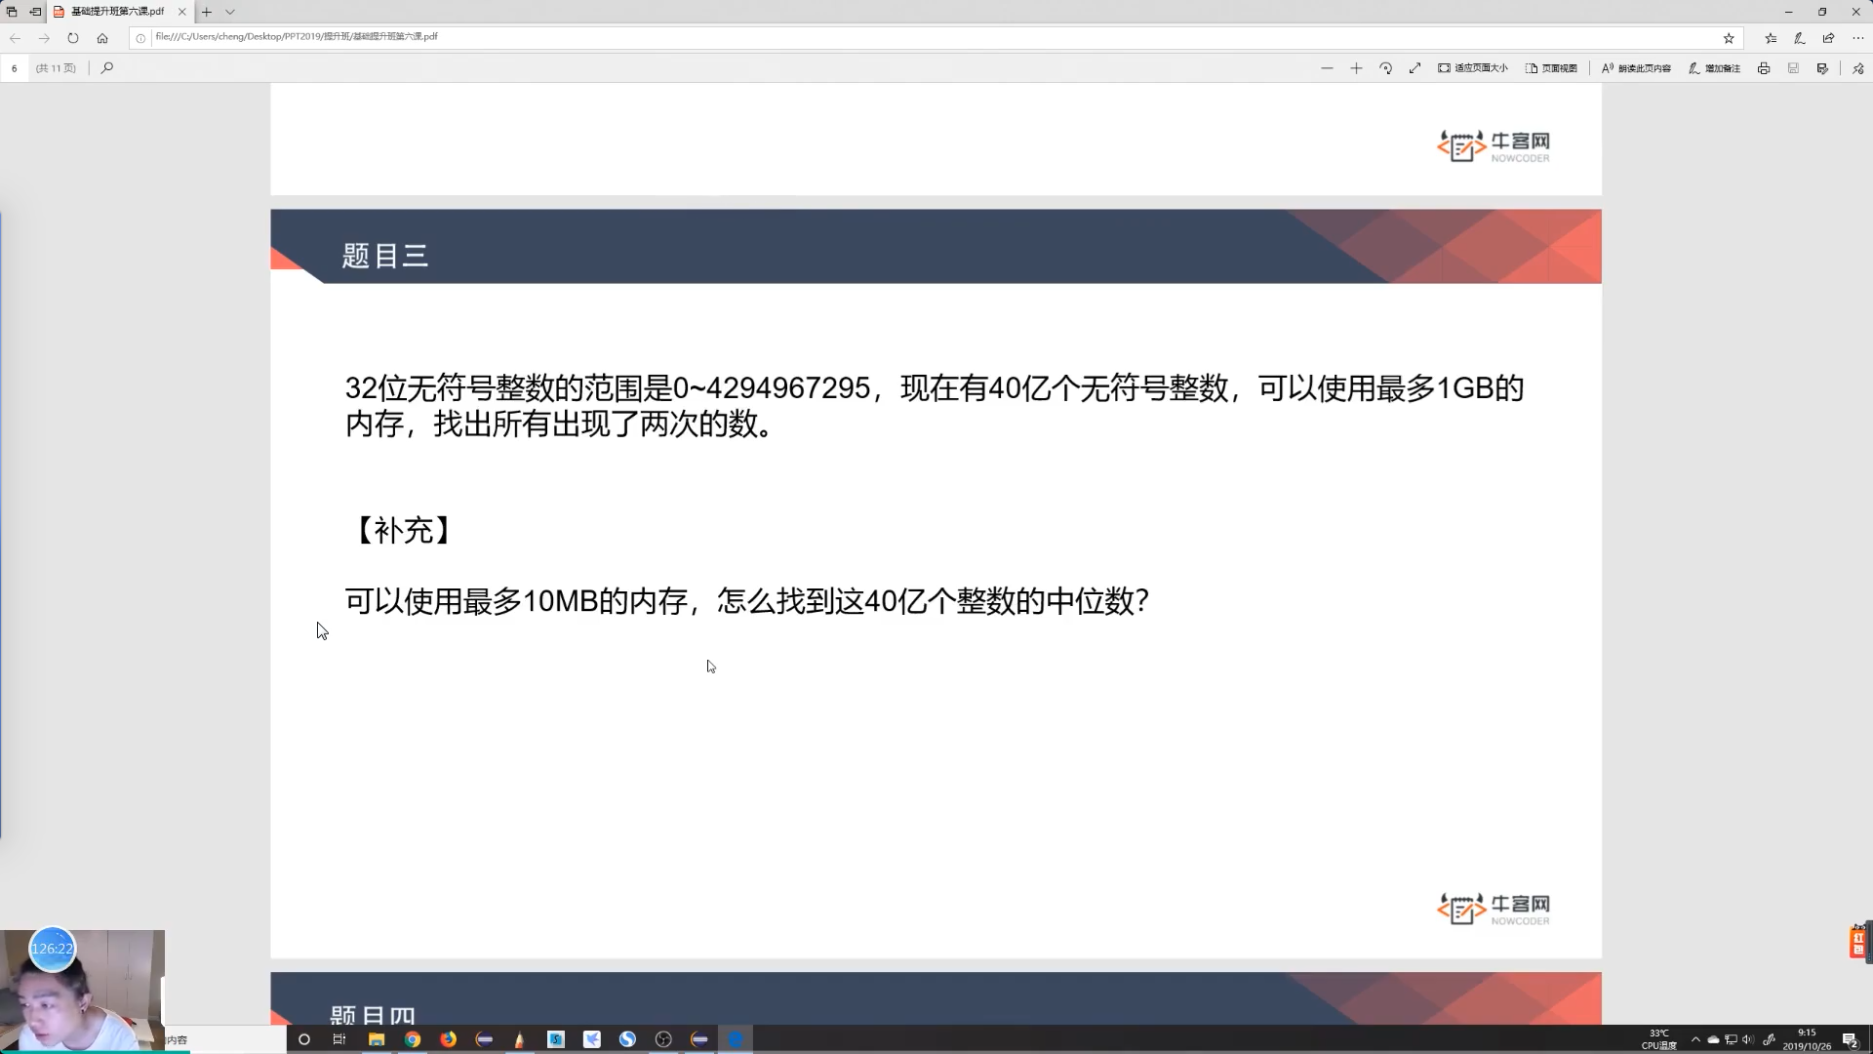 基础提升班第六课.pdf
file:///C:/Users/cheng/Desktop/PPT2019/提升班/基础提升班第六课.pdf
6 (共 11 页) 适应页面大小 页面视图 朗读此页内容 增加备注
牛客网
NOWCODER
题目三
32位无符号整数的范围是0~4294967295，现在有40亿个无符号整数，可以使用最多1GB的
内存，找出所有出现了两次的数。
【补充】
可以使用最多10MB的内存，怎么找到这40亿个整数的中位数？
牛客网
NOWCODER
126:22
题目四
内容
33℃
CPU温度
9:15
2019/10/26
2